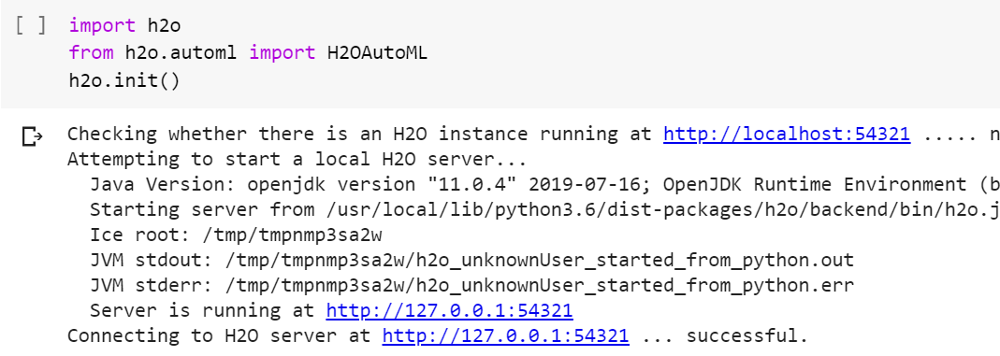 [ ] import h2o
from h2o.automl import H2OAutoML
h2o.init()
Checking whether there is an H2O instance running at http://localhost:54321 ..... n
Attempting to start a local H2O server...
Java Version: openjdk version "11.0.4" 2019-07-16; OpenJDK Runtime Environment (b
Starting server from /usr/local/lib/python3.6/dist-packages/h2o/backend/bin/h2o.j
Ice root: /tmp/tmpnmp3sa2w
JVM stdout: /tmp/tmpnmp3sa2w/h2o_unknownUser_started_from_python.out
JVM stderr: /tmp/tmpnmp3sa2w/h2o_unknownUser_started_from_python.err
Server is running at http://127.0.0.1:54321
Connecting to H2O server at http://127.0.0.1:54321 ... successful.